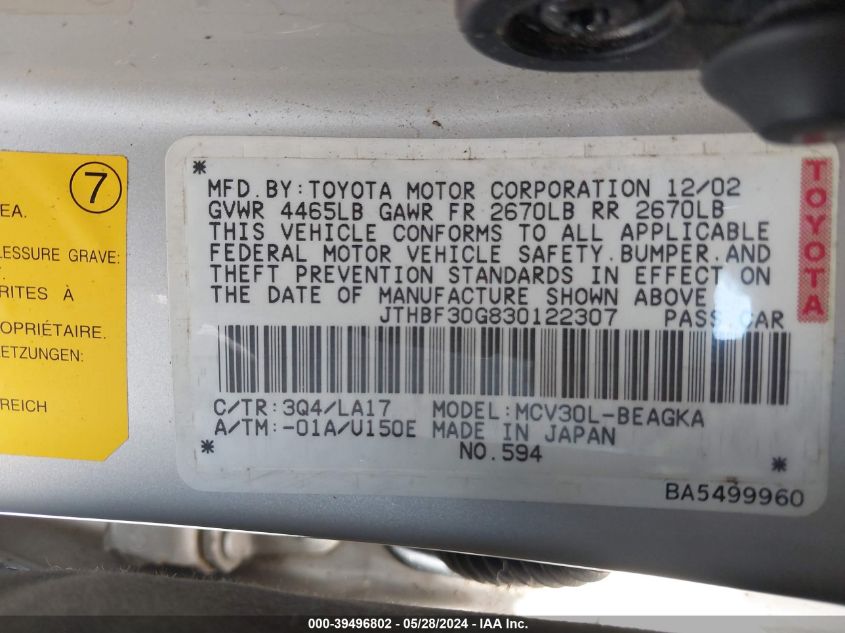 7
EA.
LESSURE GRAVE:
RITES À
ROPRIÉTAIRE.
ETZUNGEN:
REICH
MFD.BY:TOYOTA MOTOR CORPORATION 12/02
GVWR 4465LB GAWR FR 2670LB RR 2670LB
THIS VEHICLE CONFORMS TO ALL APPLICABLE
FEDERAL MOTOR VEHICLE SAFETY.BUMPER.AND
THEFT PREVENTION STANDARDS IN EFFECT ON
THE DATE OF MANUFACTURE SHOWN ABOVE.
JTHBF30G830122307 PASS.CAR
C/TR:3Q4/LA17 MODEL:MCV30L-BEAGKA
A/TM:-01A/U150E MADE IN JAPAN
NO.594
BA5499960
TOYOTA
000-39496802 - 05/28/2024 - IAA Inc.